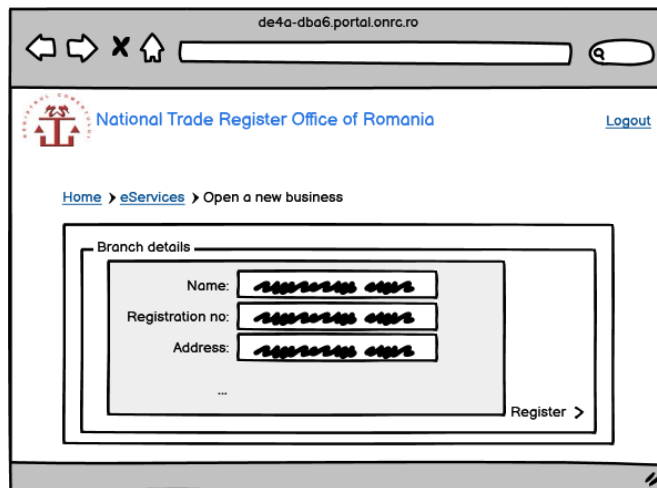 de4a-dba6.portal.onrc.ro
National Trade Register Office of Romania
Logout
Home > eServices > Open a new business
Branch details
Name:
Registration no:
Address:
...
Register >